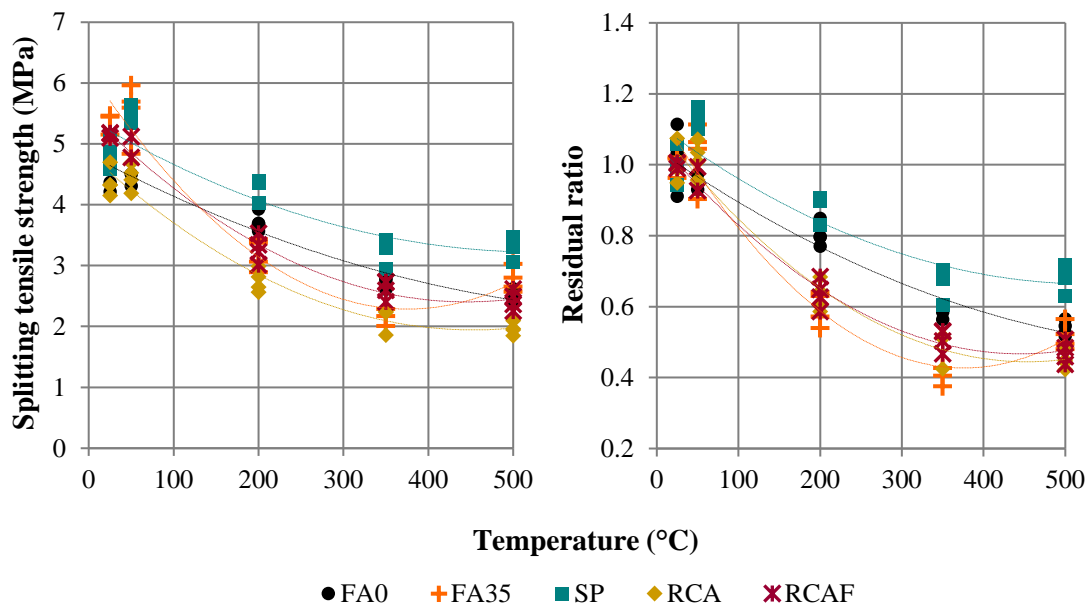 Splitting tensile strength (MPa)
7
6
5
4
3
2
1
0
0 100 200 300 400 500
Residual ratio
1.4
1.2
1.0
0.8
0.6
0.4
0.2
0 100 200 300 400 500
Temperature (°C)
FA0 FA35 SP RCA RCAF